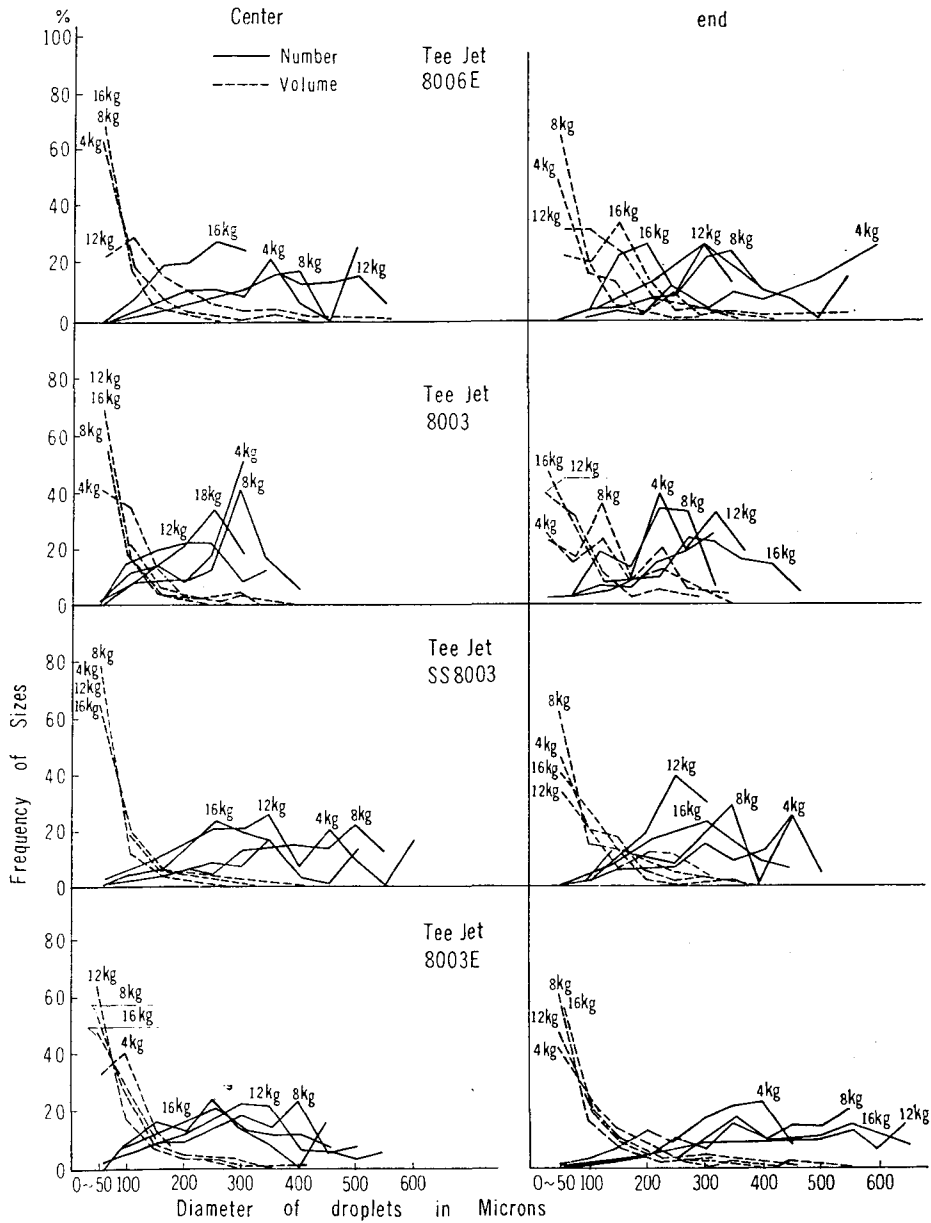 Center
end
%
100
80
60
40
20
0
Number
Volume
Tee Jet
8006E
16kg
8kg
4kg
12kg
16kg
4kg
8kg
12kg
8kg
4kg
12kg
16kg
16kg
12kg
8kg
4kg
80
60
40
20
0
Tee Jet
8003
12kg
16kg
8kg
4kg
12kg
18kg
4kg
8kg
16kg
12kg
8kg
4kg
4kg
8kg
12kg
16kg
80
60
40
20
0
Tee Jet
SS8003
8kg
4kg
12kg
16kg
16kg
12kg
4kg
8kg
8kg
4kg
16kg
12kg
12kg
16kg
8kg
4kg
80
60
40
20
0
Tee Jet
8003E
12kg
8kg
16kg
4kg
16kg
12kg
8kg
8kg
16kg
12kg
4kg
4kg
8kg
16kg
12kg
Frequency of Sizes
0~50 100 200 300 400 500
0~50 100 200 300 400 500 600
Diameter of droplets in Microns